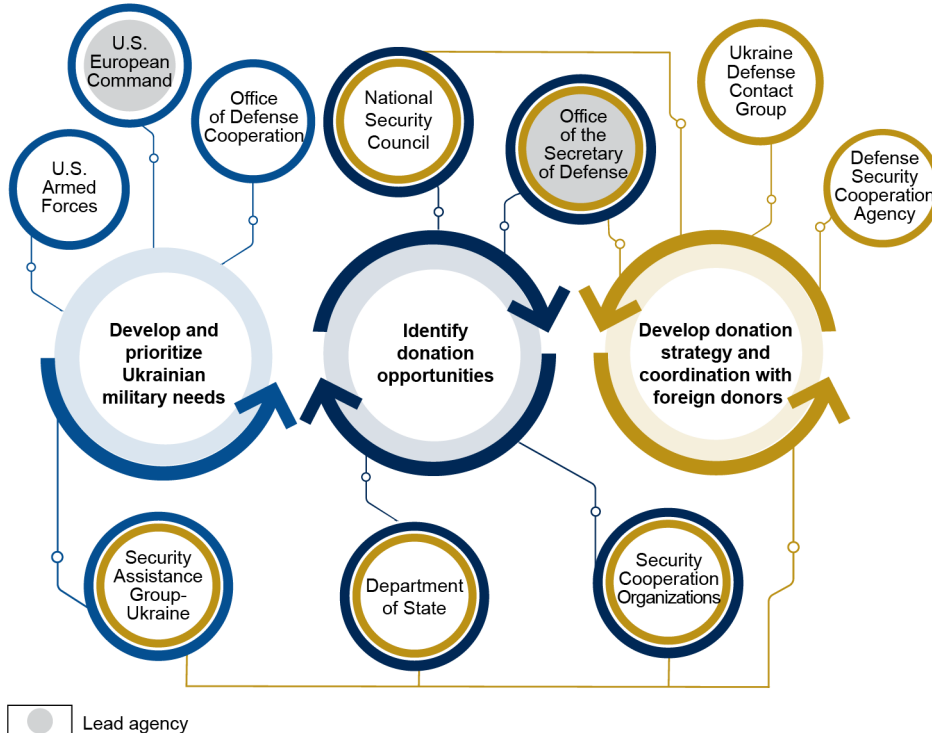 U.S.
European
Command
Office
of Defense
Cooperation
U.S.
Armed
Forces
National
Security
Council
Office
of the
Secretary
of Defense
Ukraine
Defense
Contact
Group
Defense
Security
Cooperation
Agency
Develop and
prioritize
Ukrainian
military needs
Identify
donation
opportunities
Develop donation
strategy and
coordination with
foreign donors
Security
Assistance
Group-
Ukraine
Department
of State
Security
Cooperation
Organizations
Lead agency